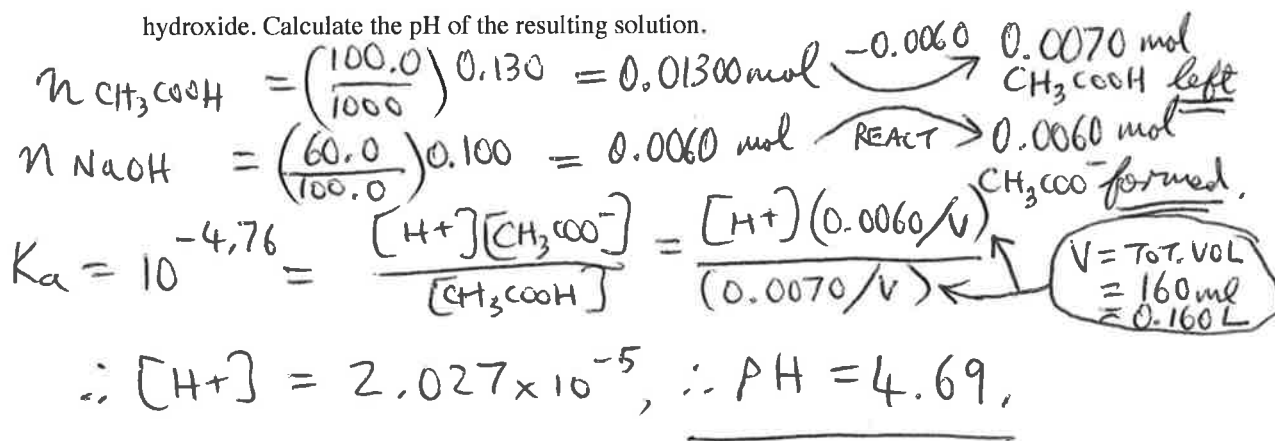 hydroxide. Calculate the pH of the resulting solution.
n CH₃COOH = (100.0/1000) 0.130 = 0.01300 mol -0.0060 → 0.0070 mol CH₃COOH left
n NaOH = (60.0/100.0) 0.100 = 0.0060 mol REACT → 0.0060 mol CH₃COO⁻ formed.
Ka = 10^-4.76 = [H+][CH₃COO⁻]/[CH₃COOH] = [H+](0.0060/V)/(0.0070/V)
V = TOT. VOL
= 160 ml
= 0.160 L
∴ [H+] = 2.027 x 10^-5, ∴ pH = 4.69.